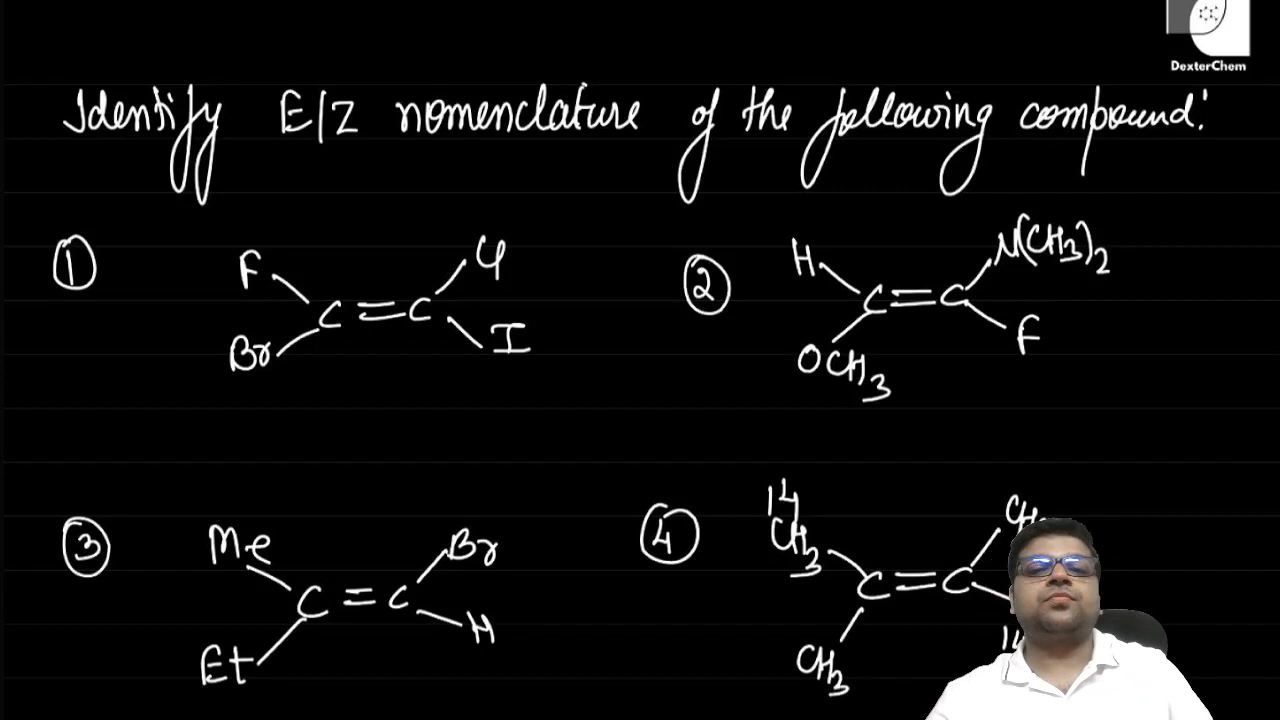 DexterChem
Identify E/Z nomenclature of the following compound:
① F Cl
C=C
Br I
② H N(CH3)2
C=C
OCH3 F
③ Me Br
C=C
Et H
④ 14
CH3
C=C
CH3